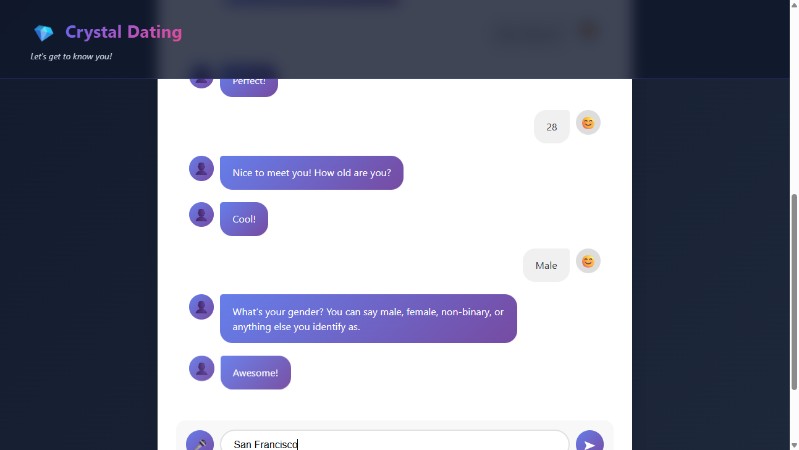 Crystal Dating
Let's get to know you!
Perfect!
28
Nice to meet you! How old are you?
Cool!
Male
What's your gender? You can say male, female, non-binary, or
anything else you identify as.
Awesome!
San Francisco